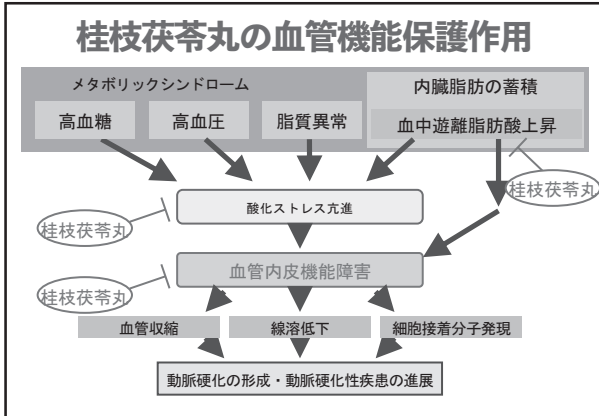 桂枝茯苓丸の血管機能保護作用
メタボリックシンドローム
内臓脂肪の蓄積
高血糖
高血圧
脂質異常
血中遊離脂肪酸上昇
桂枝茯苓丸
酸化ストレス亢進
桂枝茯苓丸
血管内皮機能障害
桂枝茯苓丸
血管収縮
線溶低下
細胞接着分子発現
動脈硬化の形成・動脈硬化性疾患の進展